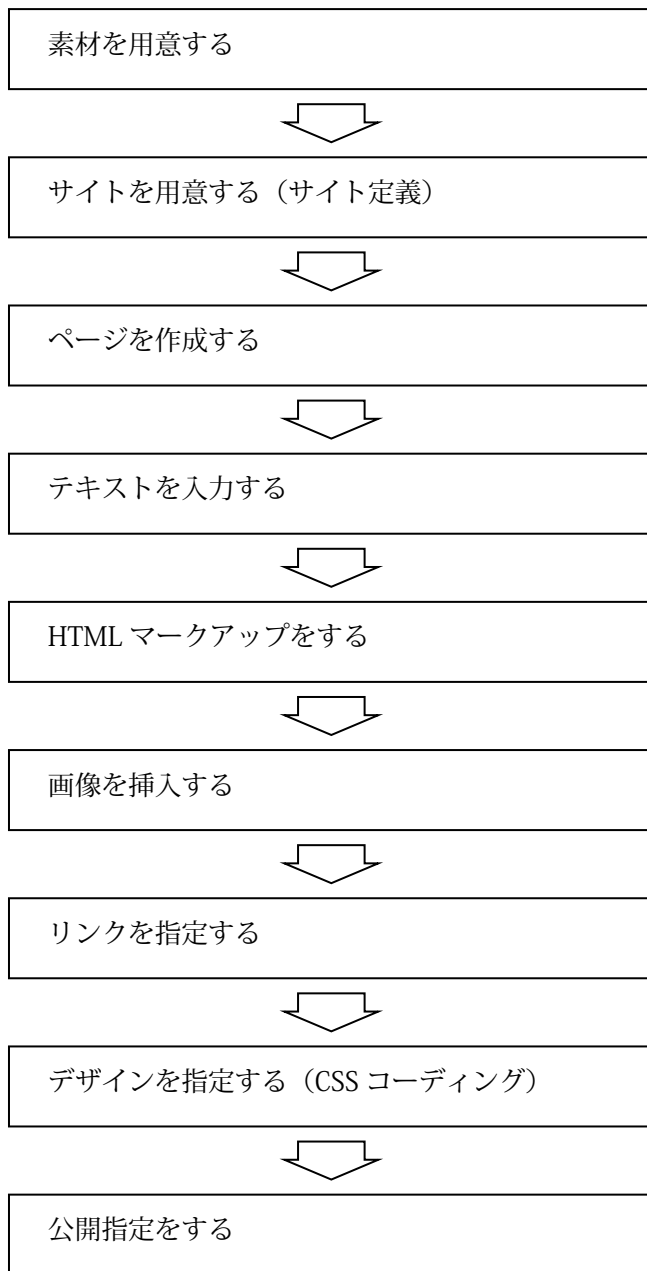 素材を用意する
サイトを用意する（サイト定義）
ページを作成する
テキストを入力する
HTML マークアップをする
画像を挿入する
リンクを指定する
デザインを指定する（CSS コーディング）
公開指定をする